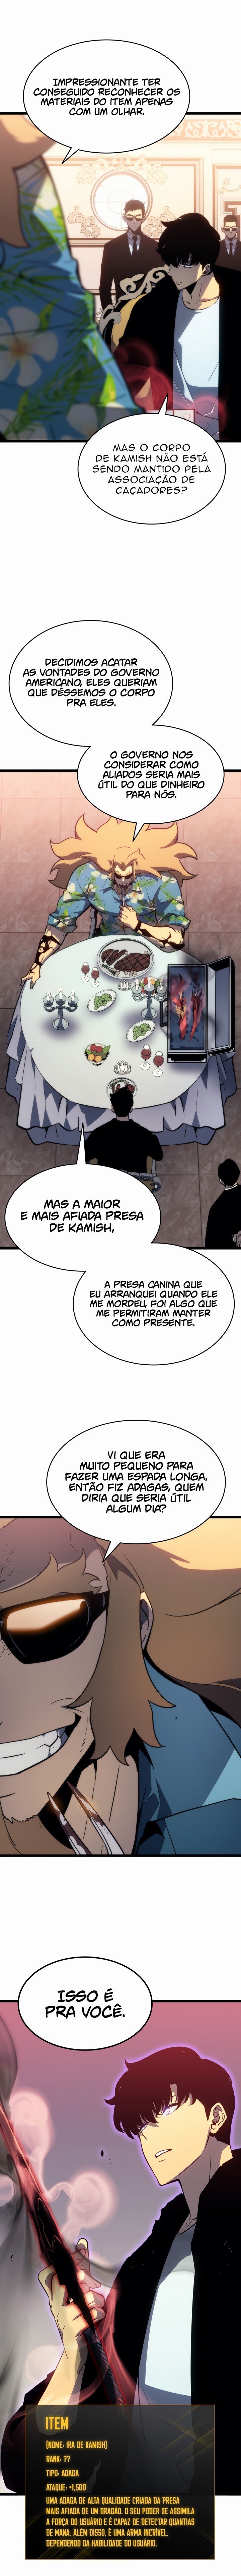 IMPRESSIONANTE TER
CONSEGUIDO RECONHECER OS
MATERIAIS DO ITEM APENAS
COM UM OLHAR.
MAS O CORPO
DE KAMISH NÃO ESTÁ
SENDO MANTIDO PELA
ASSOCIAÇÃO DE
CAÇADORES?
DECIDIMOS ACATAR
AS VONTADES DO GOVERNO
AMERICANO, ELES QUERIAM
QUE DÉSSEMOS O CORPO
PRA ELES.
O GOVERNO NOS
CONSIDERAR COMO
ALIADOS SERIA MAIS
ÚTIL DO QUE DINHEIRO
PARA NÓS.
MAS A MAIOR
E MAIS AFIADA PRESA
DE KAMISH,
A PRESA CANINA QUE
EU ARRANQUEI QUANDO ELE
ME MORDEU, FOI ALGO QUE
ME PERMITIRAM MANTER
COMO PRESENTE.
VI QUE ERA
MUITO PEQUENO PARA
FAZER UMA ESPADA LONGA,
ENTÃO FIZ ADAGAS, QUEM
DIRIA QUE SERIA ÚTIL
ALGUM DIA?
ISSO É
PRA VOCÊ.
ITEM
[NOME: IRA DE KAMISH]
RANK: ??
TIPO: ADAGA
ATAQUE: +1,500
UMA ADAGA DE ALTA QUALIDADE CRIADA DA PRESA
MAIS AFIADA DE UM DRAGÃO. O SEU PODER SE ASSIMILA
A FORÇA DO USUÁRIO E É CAPAZ DE DETECTAR QUANTIAS
DE MANA. ALÉM DISSO, É UMA ARMA INCRÍVEL,
DEPENDENDO DA HABILIDADE DO USUÁRIO.